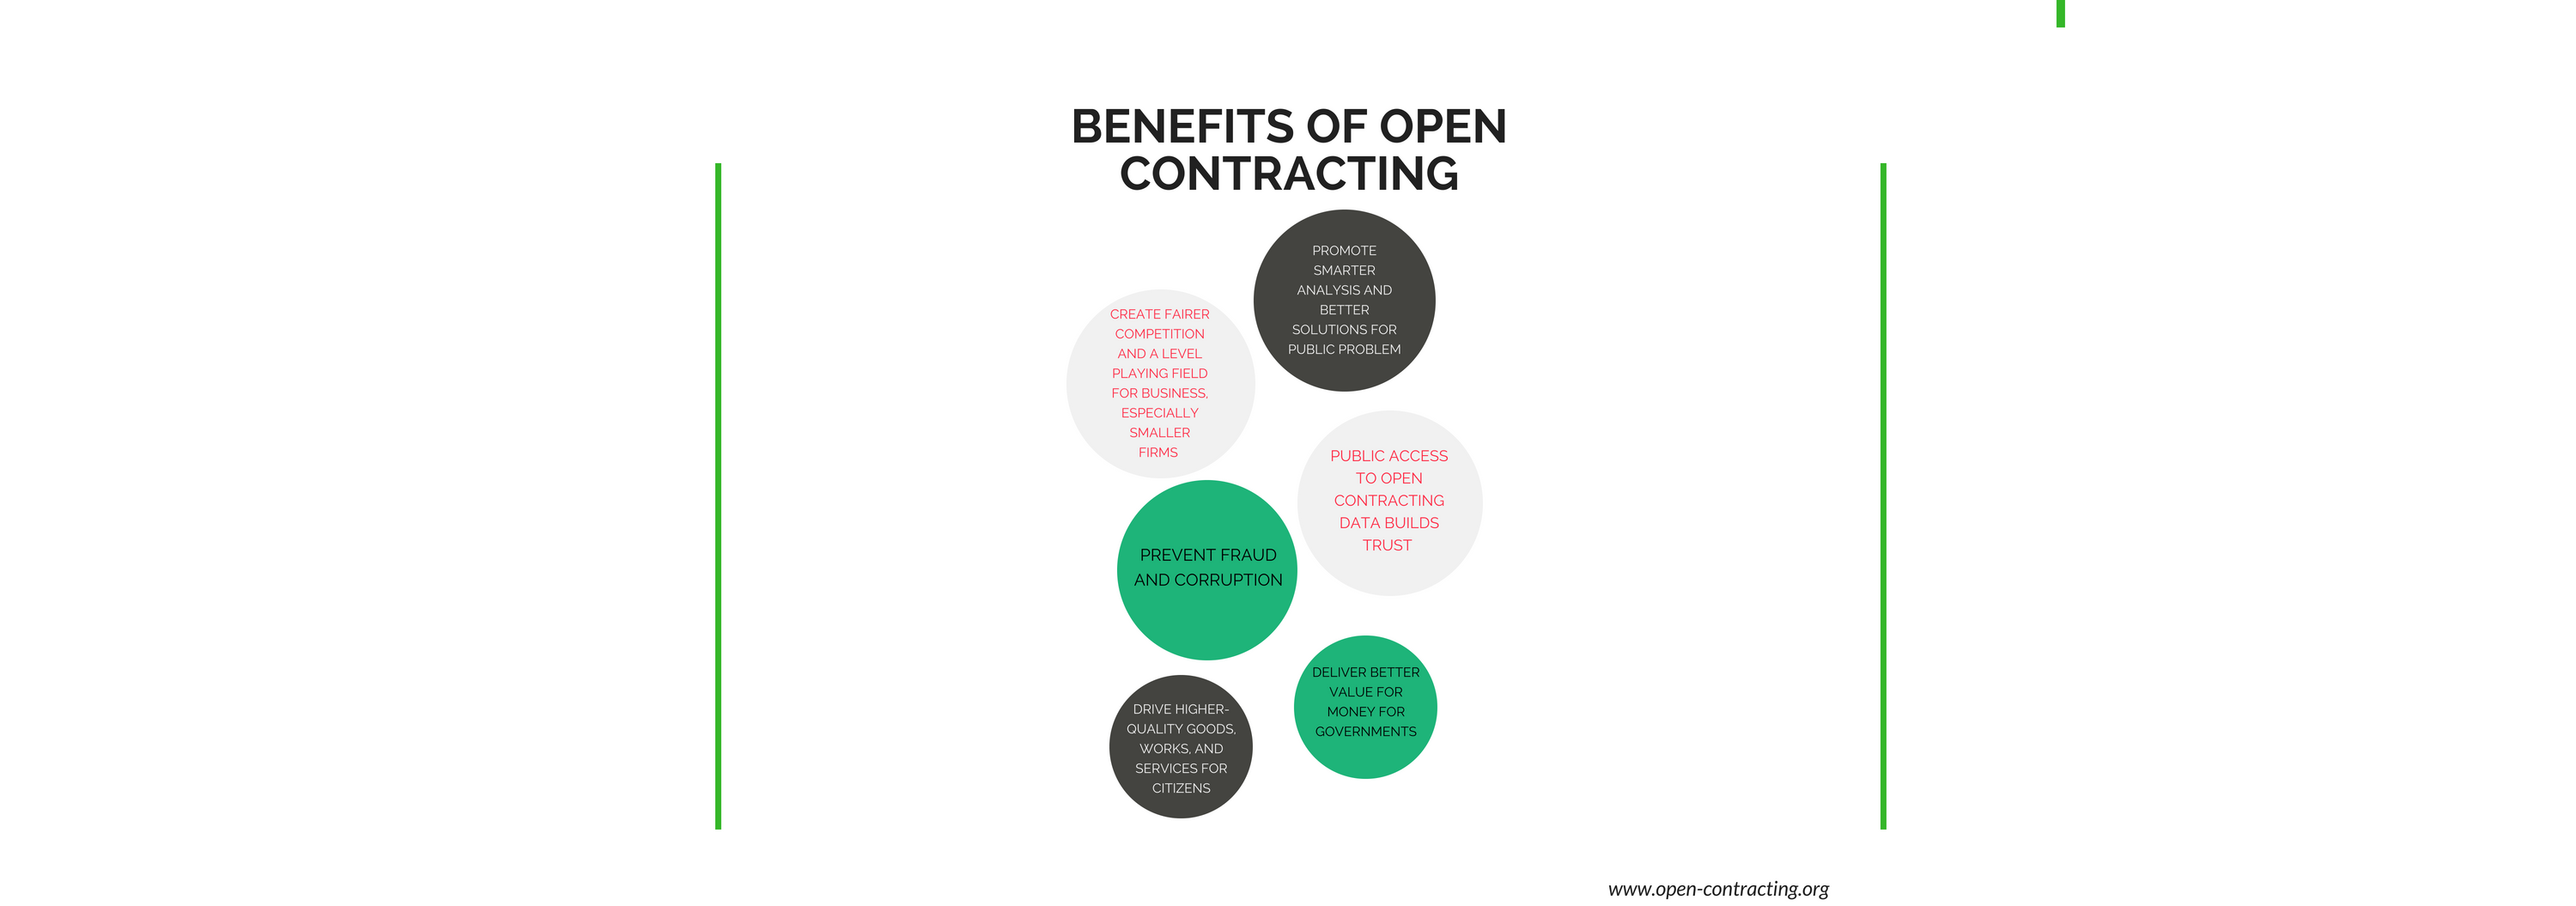 BENEFITS OF OPEN
CONTRACTING
PROMOTE
SMARTER
ANALYSIS AND
BETTER
SOLUTIONS FOR
PUBLIC PROBLEM
CREATE FAIRER
COMPETITION
AND A LEVEL
PLAYING FIELD
FOR BUSINESS,
ESPECIALLY
SMALLER
FIRMS
PUBLIC ACCESS
TO OPEN
CONTRACTING
DATA BUILDS
TRUST
PREVENT FRAUD
AND CORRUPTION
DELIVER BETTER
VALUE FOR
MONEY FOR
GOVERNMENTS
DRIVE HIGHER-
QUALITY GOODS,
WORKS, AND
SERVICES FOR
CITIZENS
www.open-contracting.org